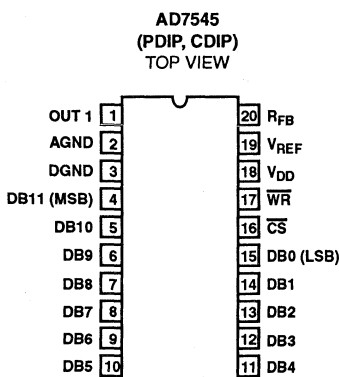 AD7545
(PDIP, CDIP)
TOP VIEW
OUT 1 1 20 RFB
AGND 2 19 VREF
DGND 3 18 VDD
DB11 (MSB) 4 17 WR
DB10 5 16 CS
DB9 6 15 DB0 (LSB)
DB8 7 14 DB1
DB7 8 13 DB2
DB6 9 12 DB3
DB5 10 11 DB4